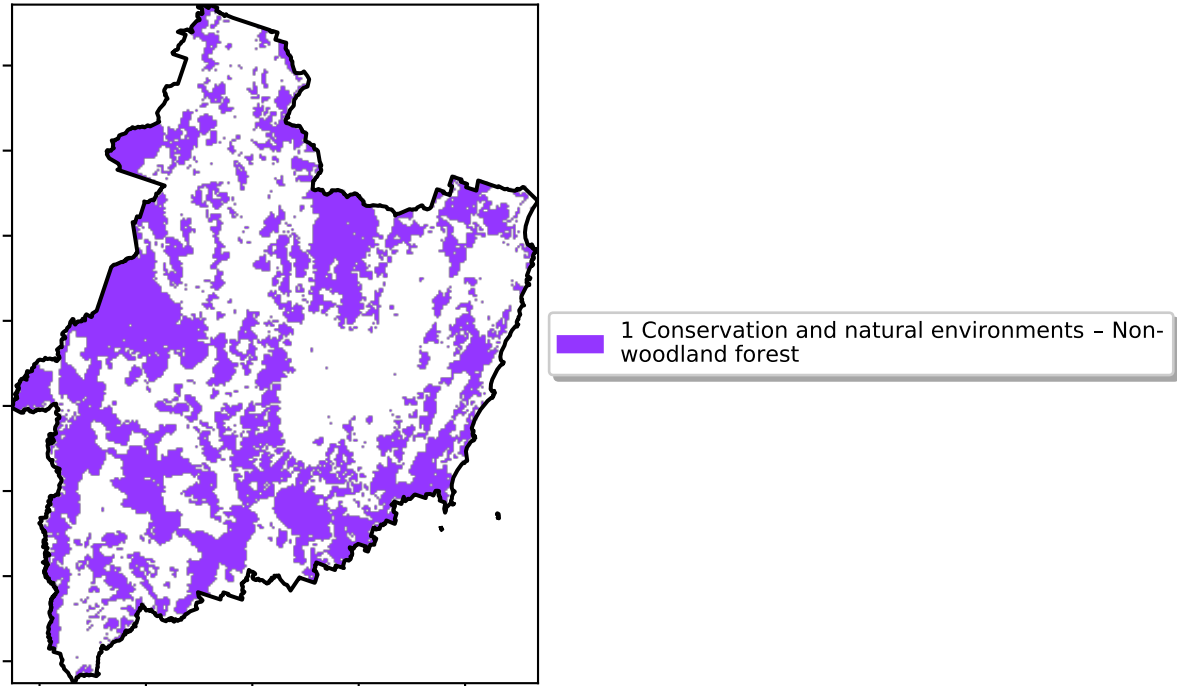 1 Conservation and natural environments – Non-
woodland forest